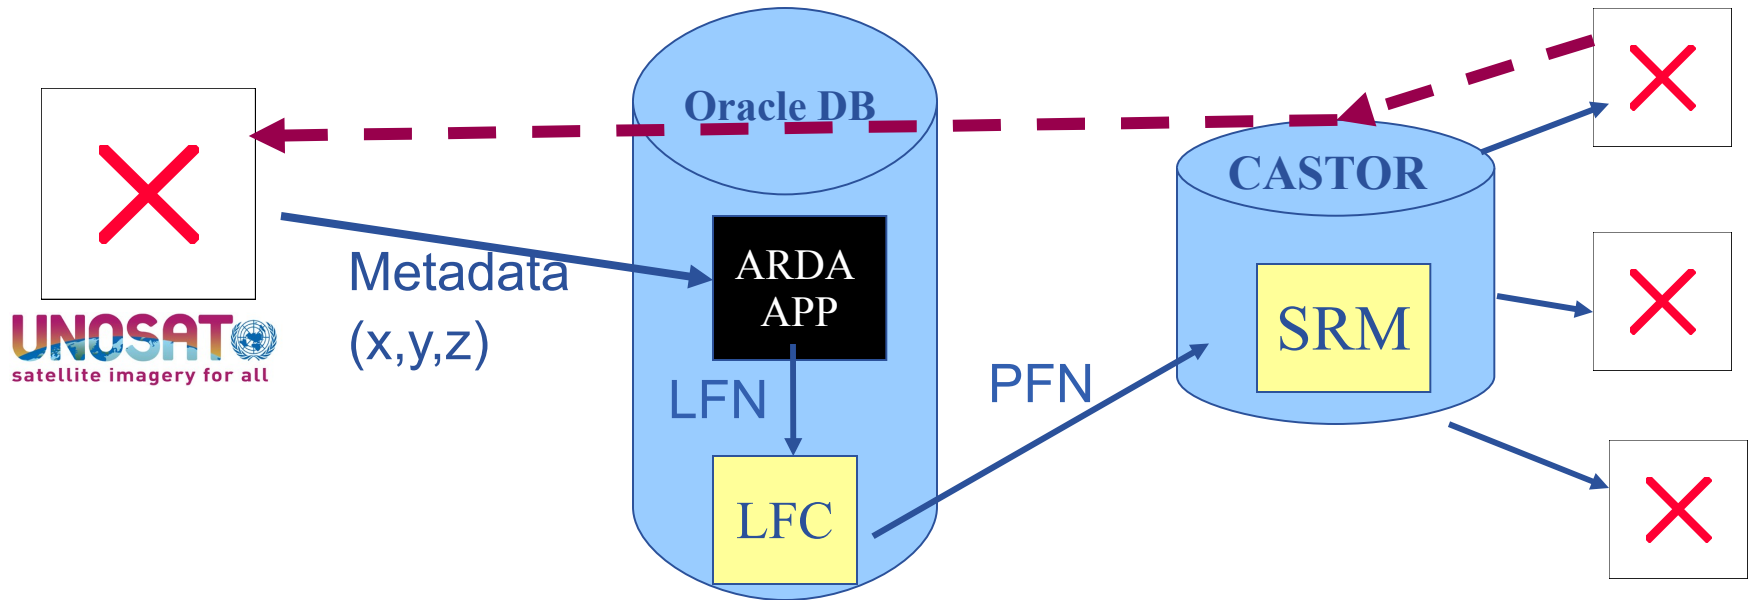 Oracle DB
CASTOR
ARDA
APP
Metadata
(x,y,z)
SRM
UNOSAT
satellite imagery for all
LFN
PFN
LFC